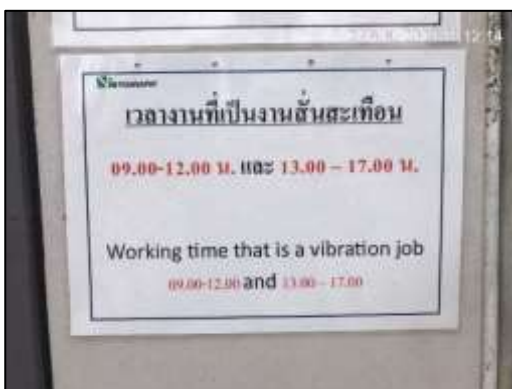 เวลางานที่เป็นงานสั่นสะเทือน
09.00-12.00 น. และ 13.00 – 17.00 น.
Working time that is a vibration job
09.00-12.00 and 13.00 – 17.00